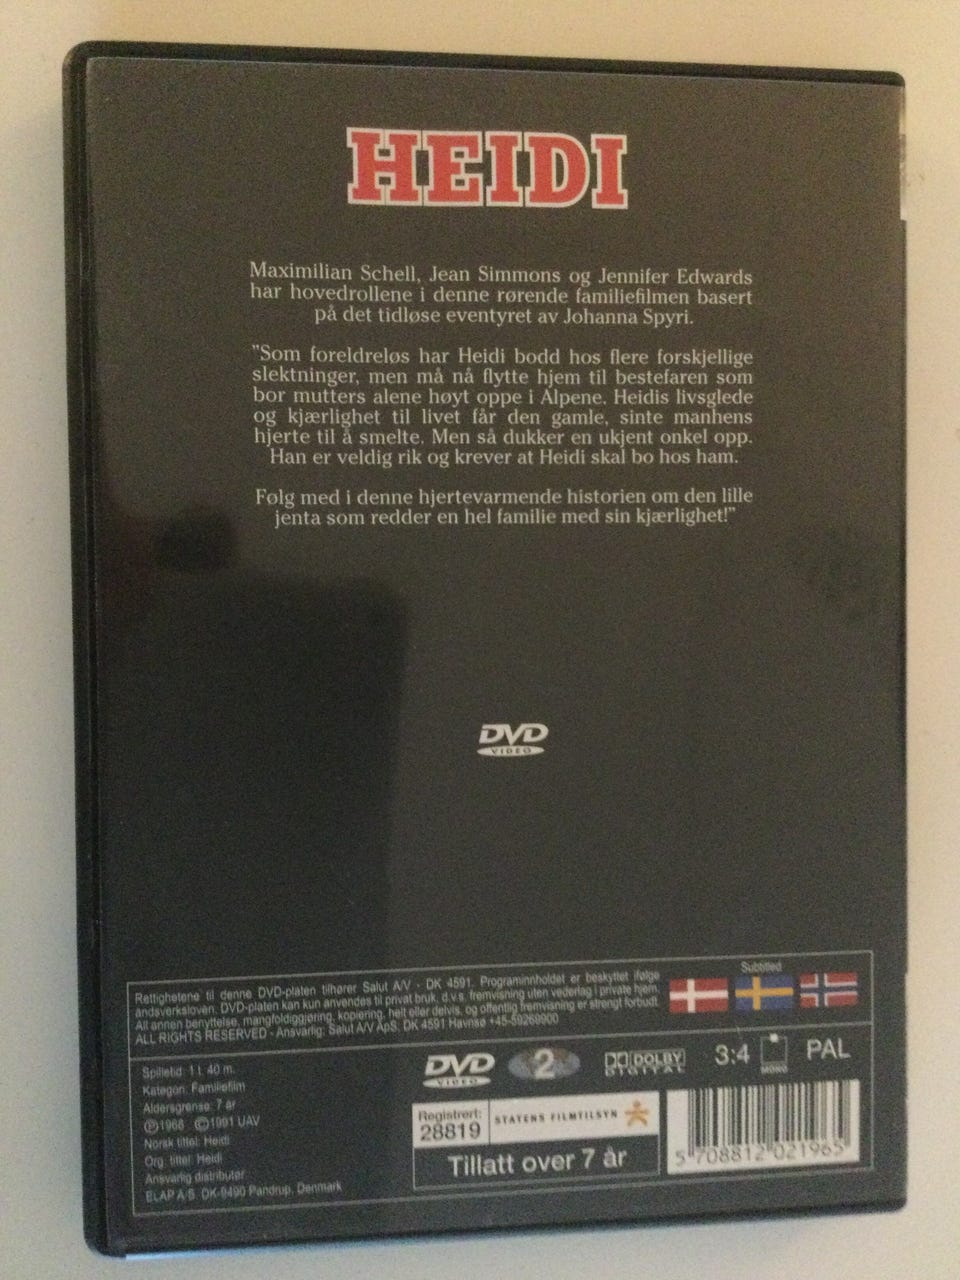 HEIDI
Maximilian Schell, Jean Simmons og Jennifer Edwards
har hovedrollene i denne rørende familiefilmen basert
på det tidløse eventyret av Johanna Spyri.
"Som foreldreløs har Heidi bodd hos flere forskjellige
slektninger, men må nå flytte hjem til bestefaren som
bor mutters alene høyt oppe i Alpene. Heidis livsglede
og kjærlighet til livet får den gamle, sinte manhens
hjerte til å smelte. Men så dukker en ukjent onkel opp.
Han er veldig rik og krever at Heidi skal bo hos ham.
Følg med i denne hjertevarmende historien om den lille
jenta som redder en hel familie med sin kjærlighet!"
DVD
VIDEO
Rettighetene til denne DVD-platen tilhører Salut A/V - DK 4591. Programinnholdet er beskyttet ifølge
andsverksloven. DVD-platen kan kun anvendes til privat bruk, d.v.s. fremvisning uten vederlag i private hjem.
All annen benyttelse, mangfoldiggjøring, kopiering, helt eller delvis, og offentlig fremvisning er strengt forbudt.
ALL RIGHTS RESERVED - Ansvarlig: Salut A/V ApS. DK 4591 Havnsø +45-59269900
Subtitled
Spilletid: 1 t. 40 m.
Kategori: Familiefilm
Aldersgrense: 7 år
Ⓟ1968 ©1991 UAV
Norsk tittel: Heidi
Org. tittel: Heidi
Ansvarlig distributør:
ELAP A/S. DK-9490 Pandrup. Denmark
DVD
VIDEO
2
DOLBY
DIGITAL
3:4
MONO
PAL
Registrert:
28819
STATENS FILMTILSYN
Tillatt over 7 år
5 708812 021965